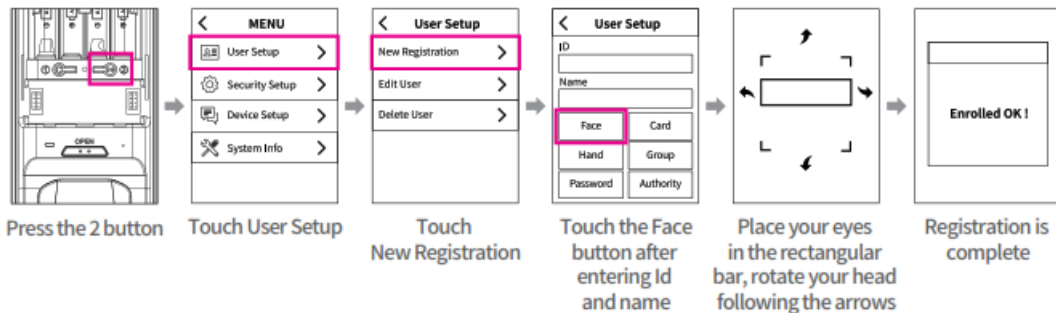 OPEN
Press the 2 button
MENU
User Setup
Security Setup
Device Setup
System Info
Touch User Setup
User Setup
New Registration
Edit User
Delete User
Touch
New Registration
User Setup
ID
Name
Face
Card
Hand
Group
Password
Authority
Touch the Face
button after
entering Id
and name
Place your eyes
in the rectangular
bar, rotate your head
following the arrows
Enrolled OK !
Registration is
complete